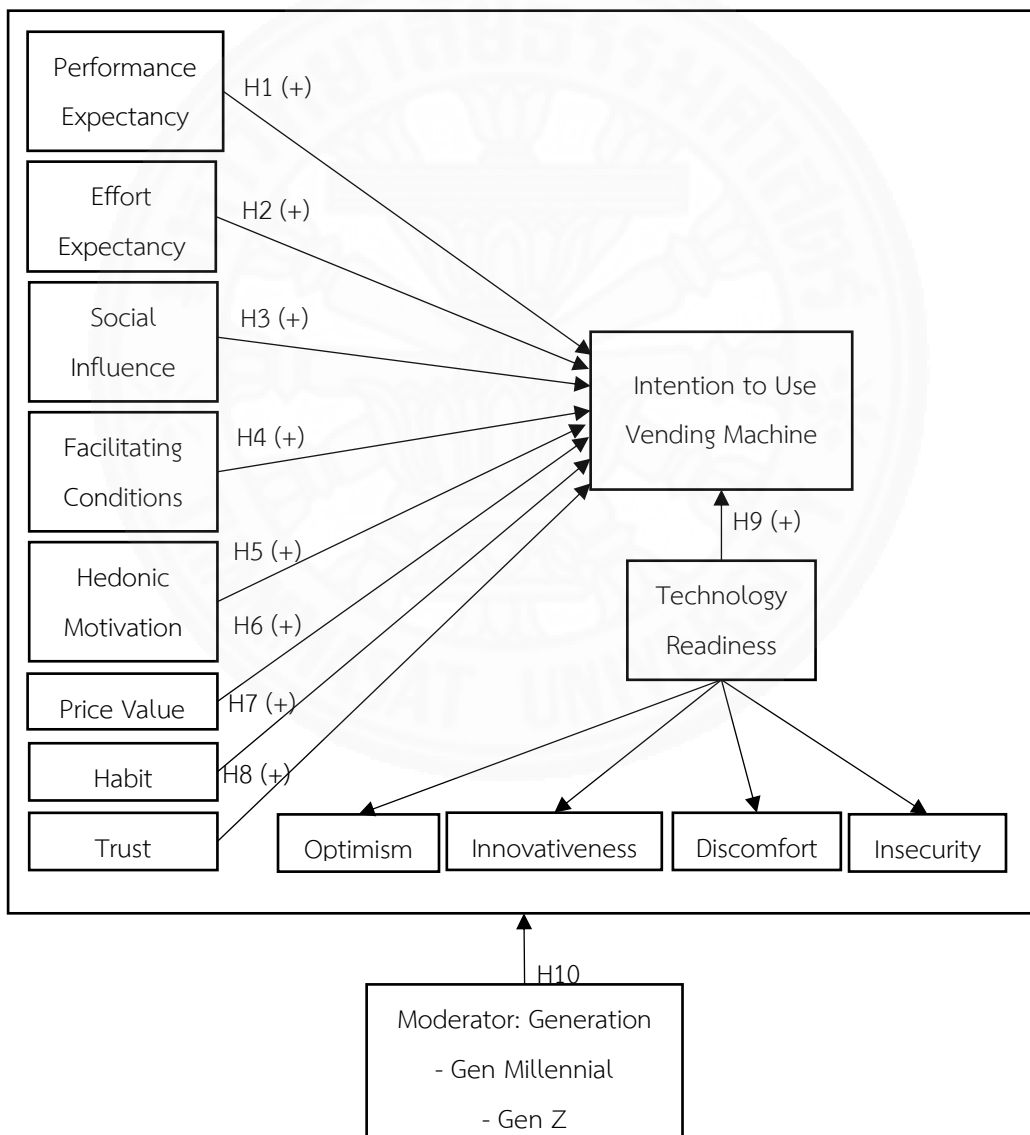 Performance
Expectancy
H1 (+)
Effort
Expectancy
H2 (+)
Social
Influence
H3 (+)
Intention to Use
Vending Machine
Facilitating
Conditions
H4 (+)
H9 (+)
Hedonic
Motivation
H5 (+)
H6 (+)
Technology
Readiness
Price Value
H7 (+)
Habit
H8 (+)
Trust
Optimism
Innovativeness
Discomfort
Insecurity
H10
Moderator: Generation
- Gen Millennial
- Gen Z